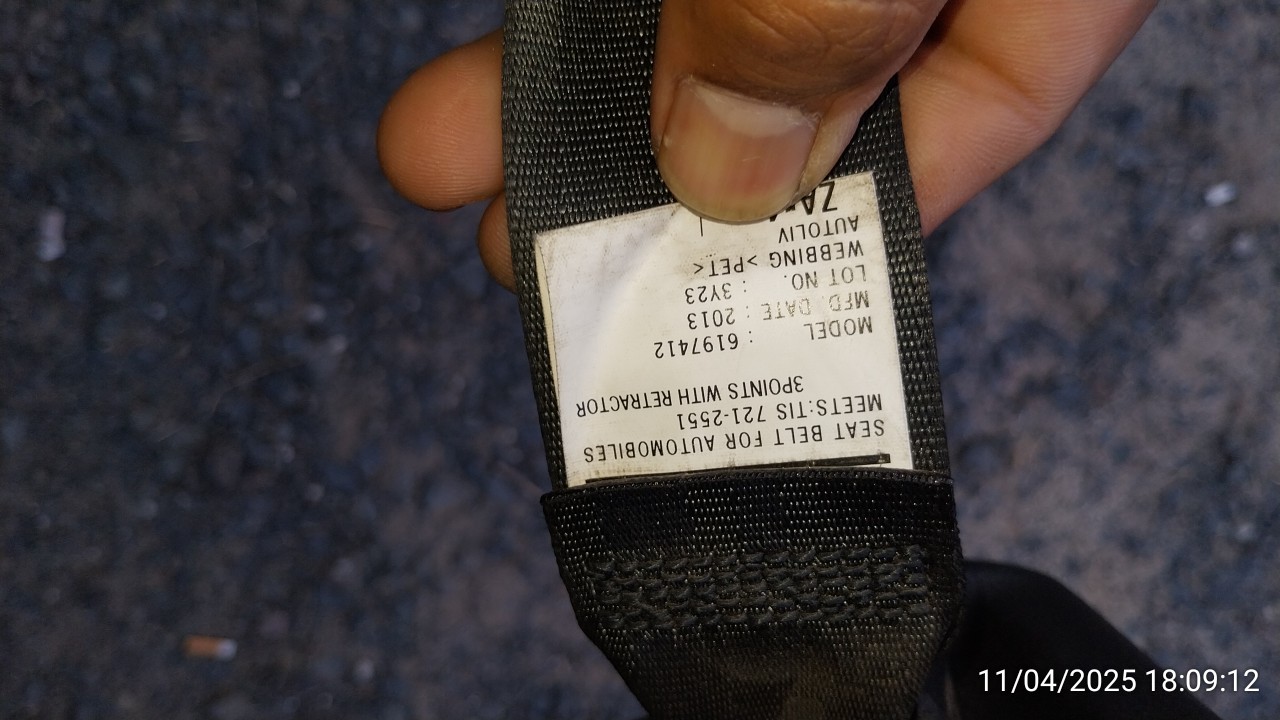 SEAT BELT FOR AUTOMOBILES
MEETS:TIS 721-2551
3POINTS WITH RETRACTOR
MODEL : 6197412
MFD. DATE : 2013
LOT NO. : 3Y23
WEBBING >PET<
AUTOLIV
11/04/2025 18:09:12